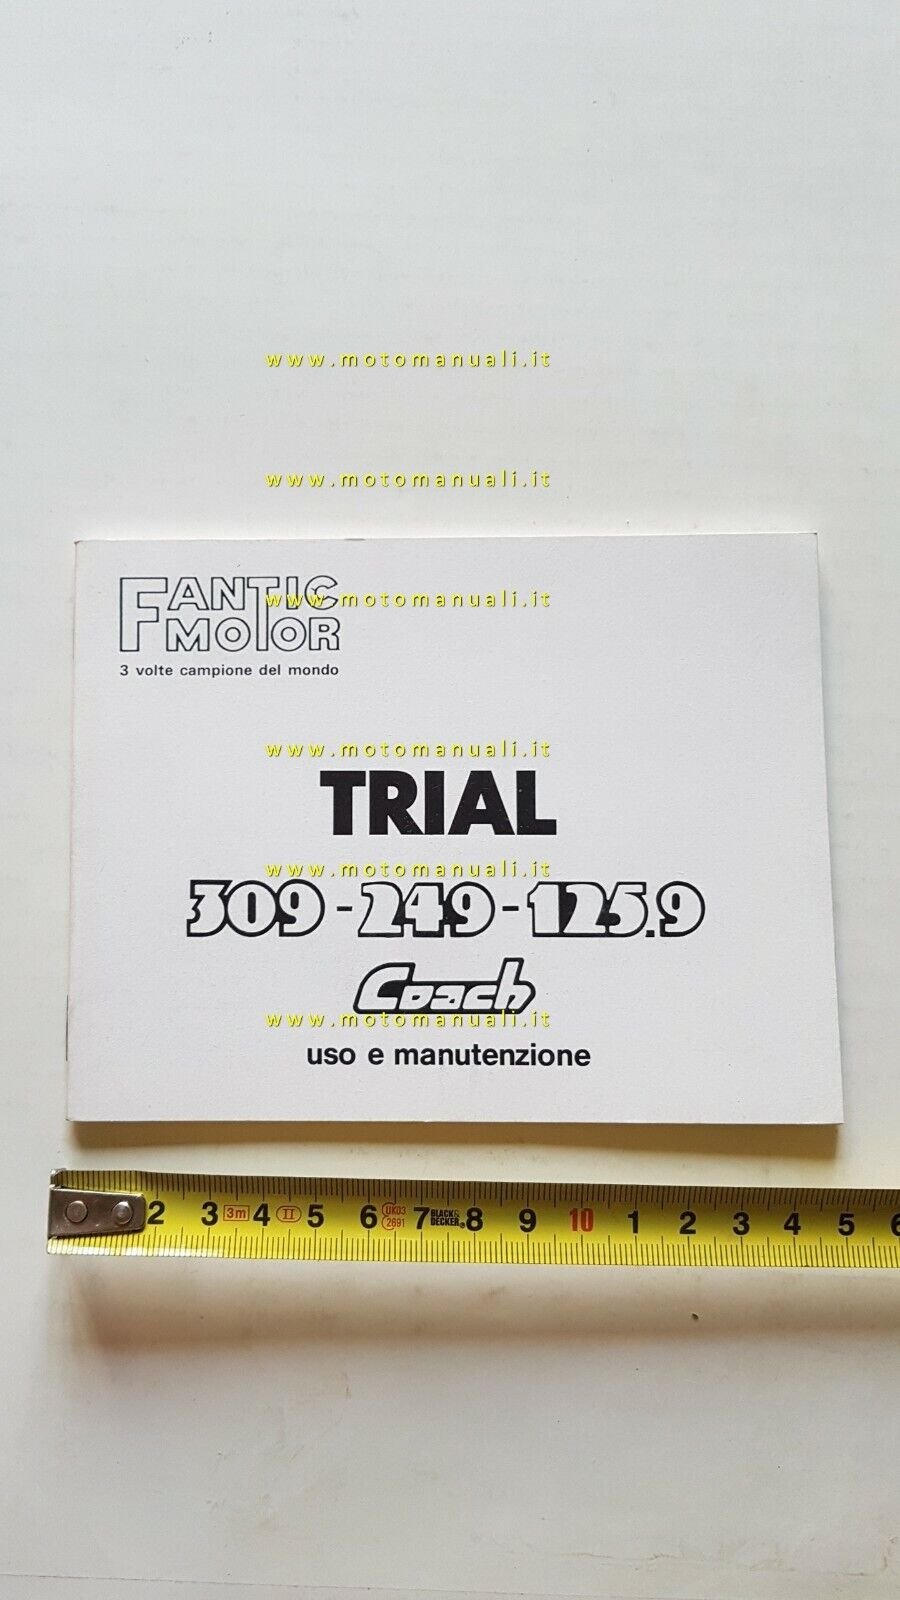 www.motomanuali.it
www.motomanuali.it
FANTIC
www.motomanuali.it
MOTOR
3 volte campione del mondo
www.motomanuali.it
TRIAL
www.motomanuali.it
309-249-125.9
Coach
www.motomanuali.it
uso e manutenzione
2 3 3m 4 II 5 6 UK03 2691 7 BLACK& DECKER® 8 9 10 1 2 3 4 5 6